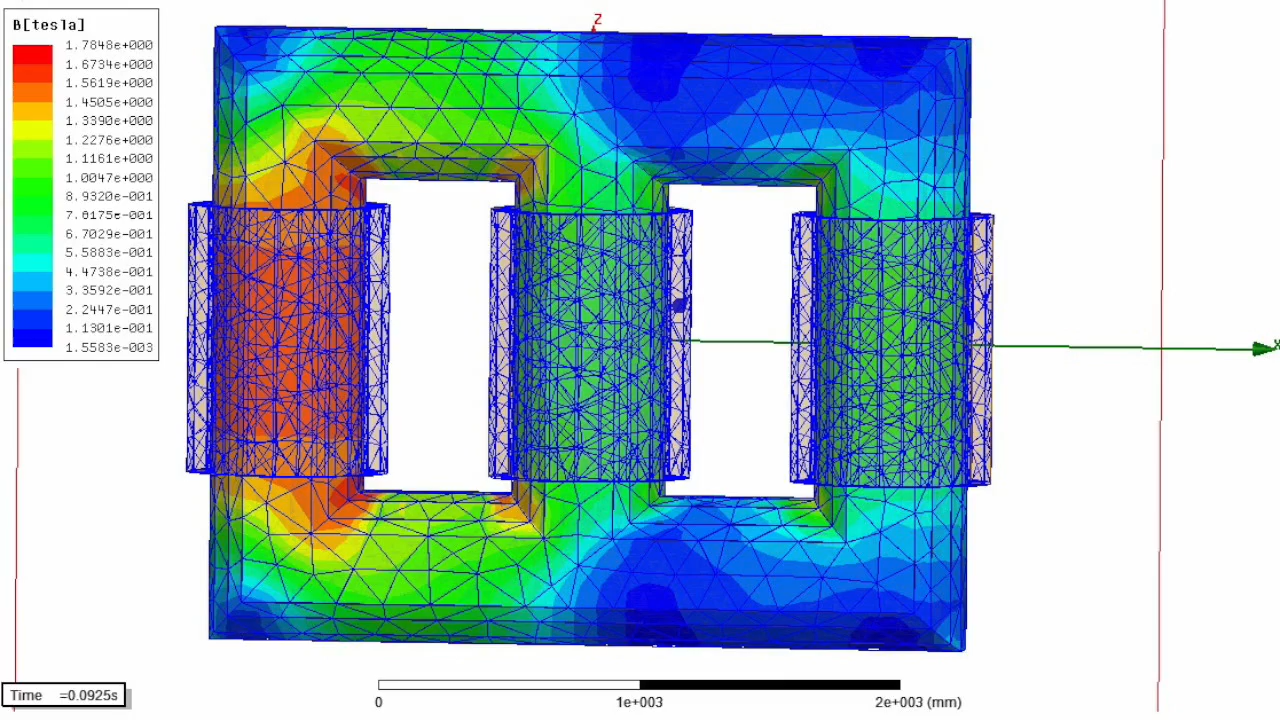 B[tesla]
1.7848e+000
1.6734e+000
1.5619e+000
1.4505e+000
1.3390e+000
1.2276e+000
1.1161e+000
1.0047e+000
8.9320e-001
7.8175e-001
6.7029e-001
5.5883e-001
4.4738e-001
3.3592e-001
2.2447e-001
1.1301e-001
1.5583e-003
Z
X
Time =0.0925s
0
1e+003
2e+003 (mm)